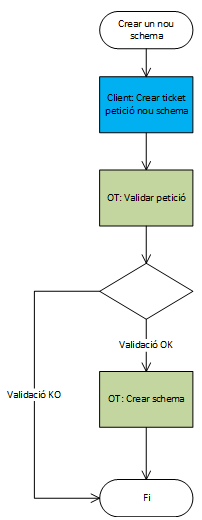 Crear un nou
schema
Client: Crear ticket
petició nou schema
OT: Validar petició
Validació OK
Validació KO
OT: Crear schema
Fi